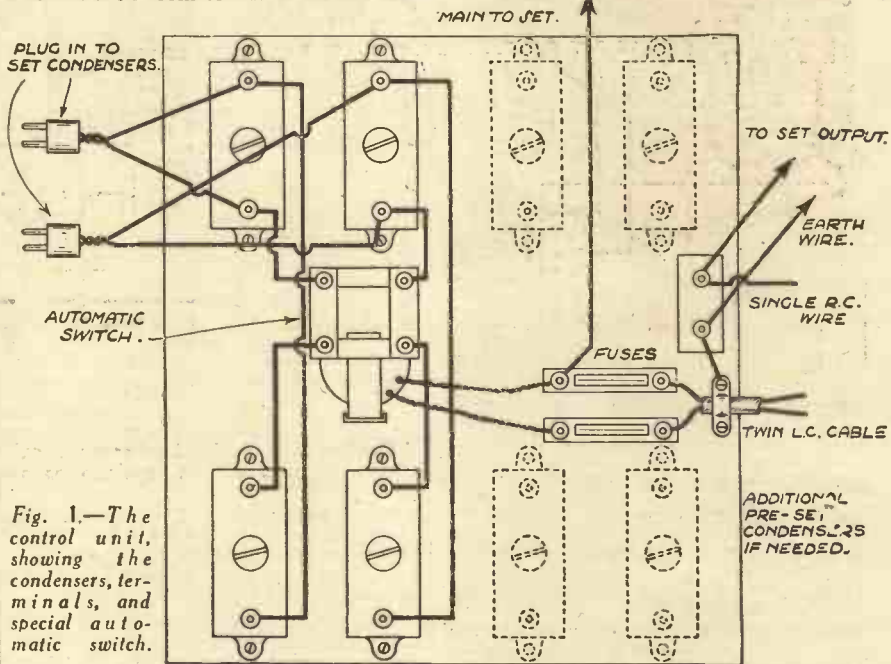 MAIN TO SET.
PLUG IN TO
SET CONDENSERS.
TO SET OUTPUT.
EARTH
WIRE.
SINGLE R.C.
WIRE
AUTOMATIC
SWITCH.
FUSES
TWIN L.C. CABLE
ADDITIONAL
PRE-SET
CONDENSERS
IF NEEDED.
Fig. 1.—The
control unit,
showing the
condensers, ter-
minals, and
special auto-
matic switch.